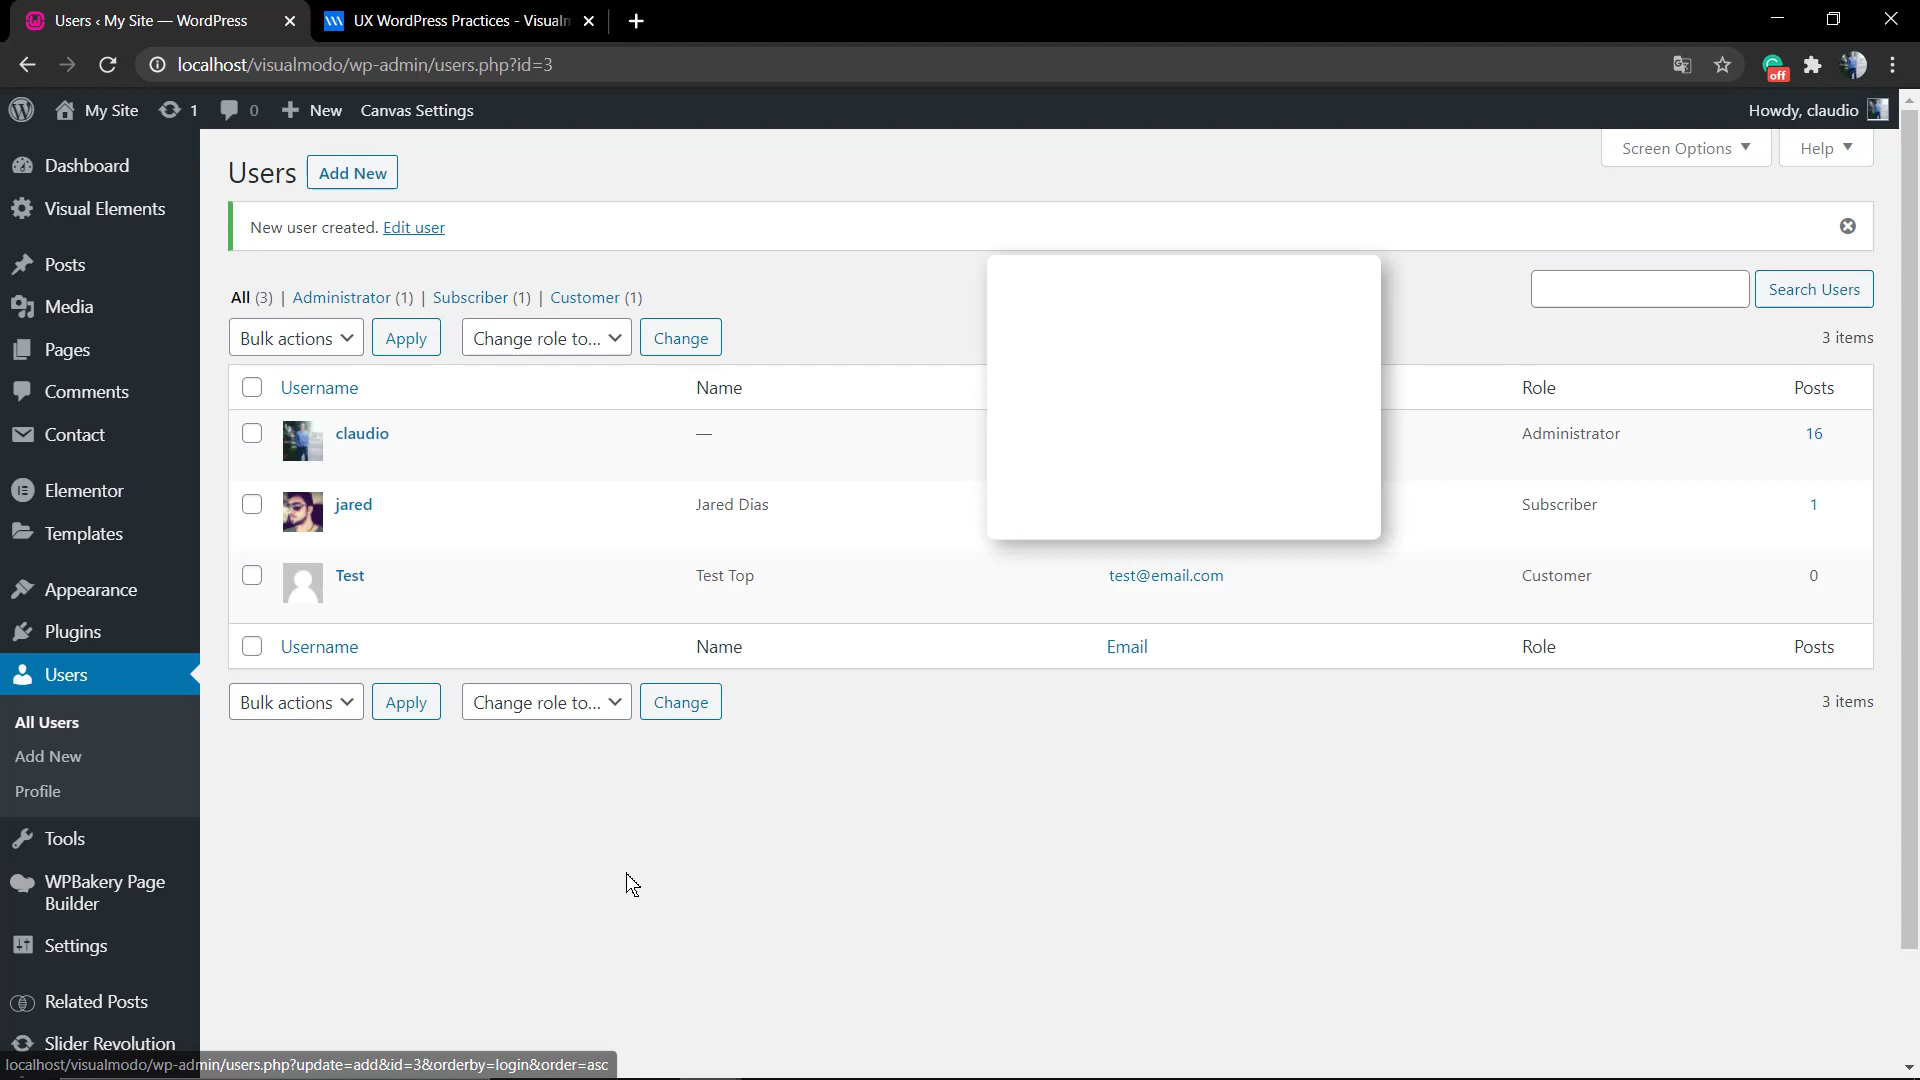 Users ‹ My Site — WordPress
UX WordPress Practices - Visualm
localhost/visualmodo/wp-admin/users.php?id=3
off
My Site
1
0
New
Canvas Settings
Howdy, claudio
Dashboard
Visual Elements
Posts
Media
Pages
Comments
Contact
Elementor
Templates
Appearance
Plugins
Users
All Users
Add New
Profile
Tools
WPBakery Page
Builder
Settings
Related Posts
Slider Revolution
Screen Options
Help
Users
Add New
New user created. Edit user
All (3) | Administrator (1) | Subscriber (1) | Customer (1)
Search Users
Bulk actions
Apply
Change role to...
Change
3 items
Username
Name
Role
Posts
claudio
—
Administrator
16
jared
Jared Dias
Subscriber
1
Test
Test Top
test@email.com
Customer
0
Username
Name
Email
Role
Posts
Bulk actions
Apply
Change role to...
Change
3 items
localhost/visualmodo/wp-admin/users.php?update=add&id=3&orderby=login&order=asc